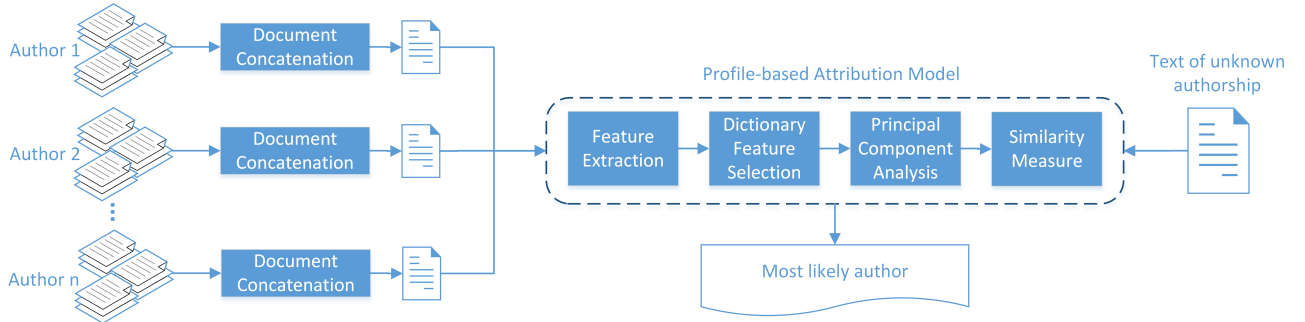 Author 1
Document
Concatenation
Author 2
Document
Concatenation
Author n
Document
Concatenation
Profile-based Attribution Model
Feature
Extraction
Dictionary
Feature
Selection
Principal
Component
Analysis
Similarity
Measure
Text of unknown
authorship
Most likely author